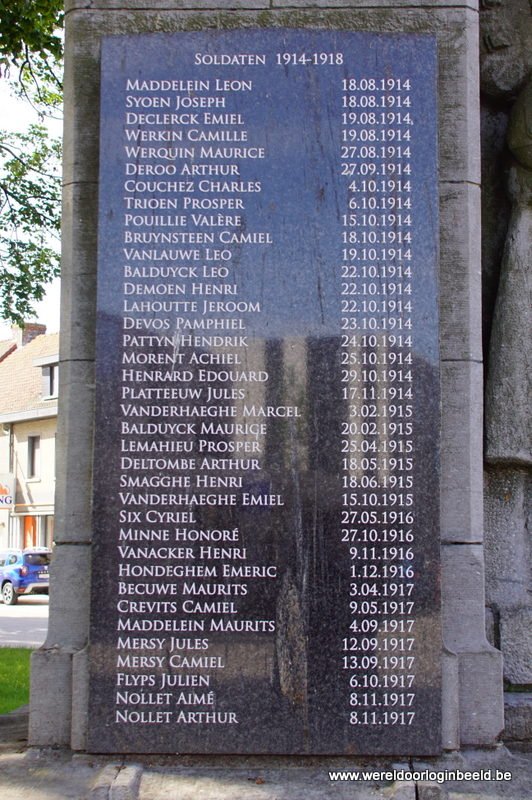 SOLDATEN 1914-1918
MADDELEIN LEON 18.08.1914
SYOEN JOSEPH 18.08.1914
DECLERCK EMIEL 19.08.1914
WERKIN CAMILLE 19.08.1914
WERQUIN MAURICE 27.08.1914
DEROO ARTHUR 27.09.1914
COUCHEZ CHARLES 4.10.1914
TRIOEN PROSPER 6.10.1914
POUILLIE VALÈRE 15.10.1914
BRUYNSTEEN CAMIEL 18.10.1914
VANLAUWE LEO 19.10.1914
BALDUYCK LEO 22.10.1914
DEMOEN HENRI 22.10.1914
LAHOUTTE JEROOM 22.10.1914
DEVOS PAMPHIEL 23.10.1914
PATTYN HENDRIK 24.10.1914
MORENT ACHIEL 25.10.1914
HENRARD EDOUARD 29.10.1914
PLATTEEUW JULES 17.11.1914
VANDERHAEGHE MARCEL 3.02.1915
BALDUYCK MAURICE 20.02.1915
LEMAHIEU PROSPER 25.04.1915
DELTOMBE ARTHUR 18.05.1915
SMAGGHE HENRI 18.06.1915
VANDERHAEGHE EMIEL 15.10.1915
SIX CYRIEL 27.05.1916
MINNE HONORÉ 27.10.1916
VANACKER HENRI 9.11.1916
HONDEGHEM EMERIC 1.12.1916
BECUWE MAURITS 3.04.1917
CREVITS CAMIEL 9.05.1917
MADDELEIN MAURITS 4.09.1917
MERSY JULES 12.09.1917
MERSY CAMIEL 13.09.1917
FLYPS JULIEN 6.10.1917
NOLLET AIMÉ 8.11.1917
NOLLET ARTHUR 8.11.1917
www.wereldoorloginbeeld.be